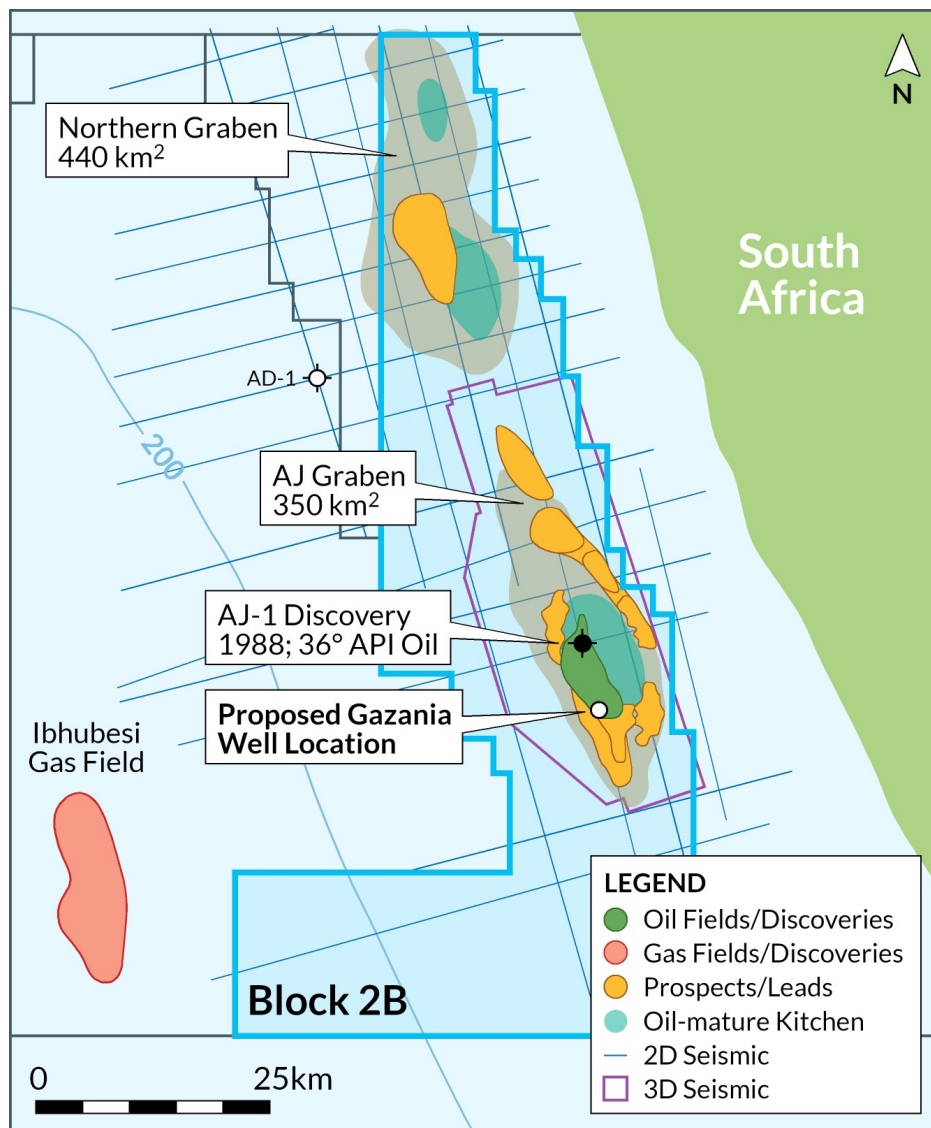 N
Northern Graben
440 km²
South
Africa
AD-1
200
AJ Graben
350 km²
AJ-1 Discovery
1988; 36° API Oil
Proposed Gazania
Well Location
Ibhubesi
Gas Field
Block 2B
0 25km
LEGEND
Oil Fields/Discoveries
Gas Fields/Discoveries
Prospects/Leads
Oil-mature Kitchen
2D Seismic
3D Seismic